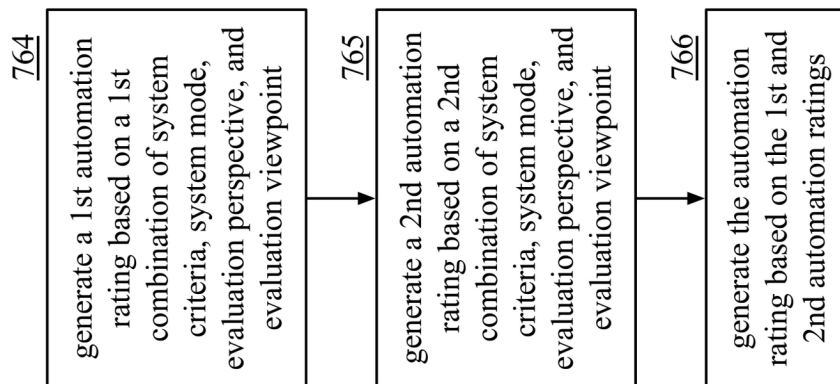 764
generate a 1st automation
rating based on a 1st
combination of system
criteria, system mode,
evaluation perspective, and
evaluation viewpoint
765
generate a 2nd automation
rating based on a 2nd
combination of system
criteria, system mode,
evaluation perspective, and
evaluation viewpoint
766
generate the automation
rating based on the 1st and
2nd automation ratings